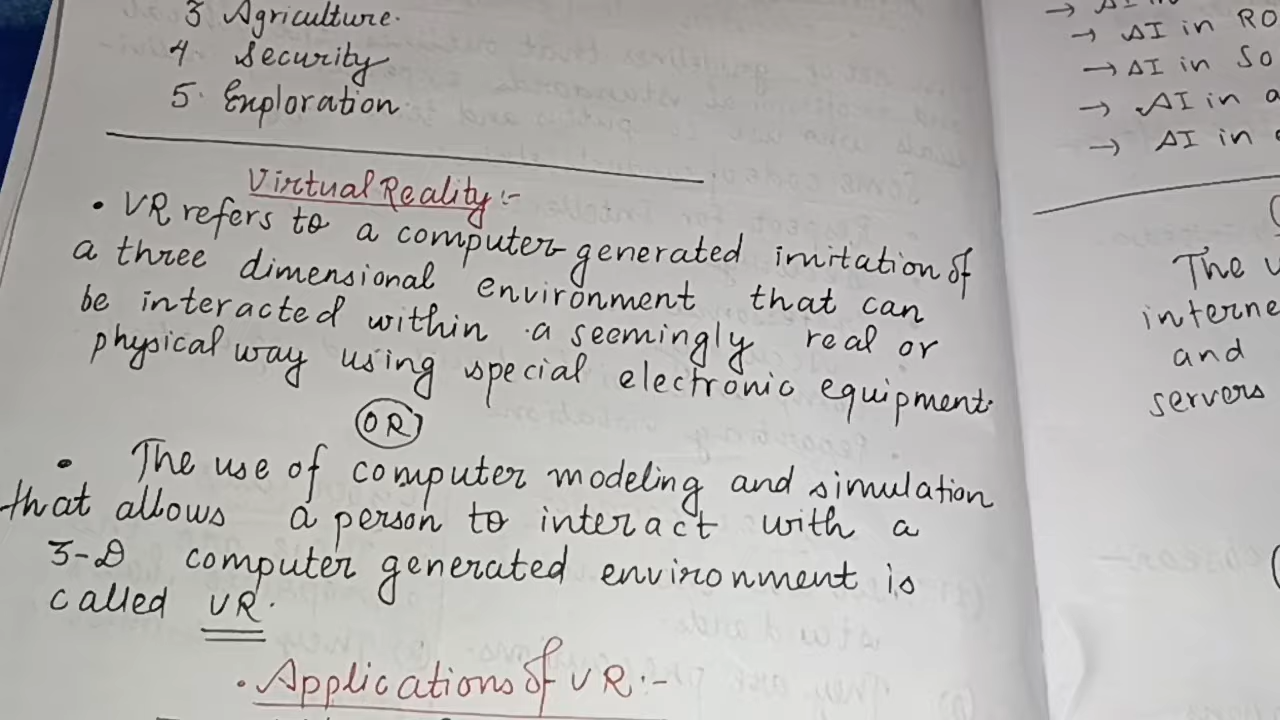 3 Agriculture.
4 Security
5. Exploration.
Virtual Reality :-
• VR refers to a computer generated imitation of
a three dimensional environment that can
be interacted within a seemingly real or
physical way using special electronic equipment.
OR
• The use of computer modeling and simulation
that allows a person to interact with a
3-D computer generated environment is
called VR.
• Applications of VR :-
→ AI in
→ AI in RO
→ AI in So
→ AI in a
→ AI in
The u
interne
and
servers